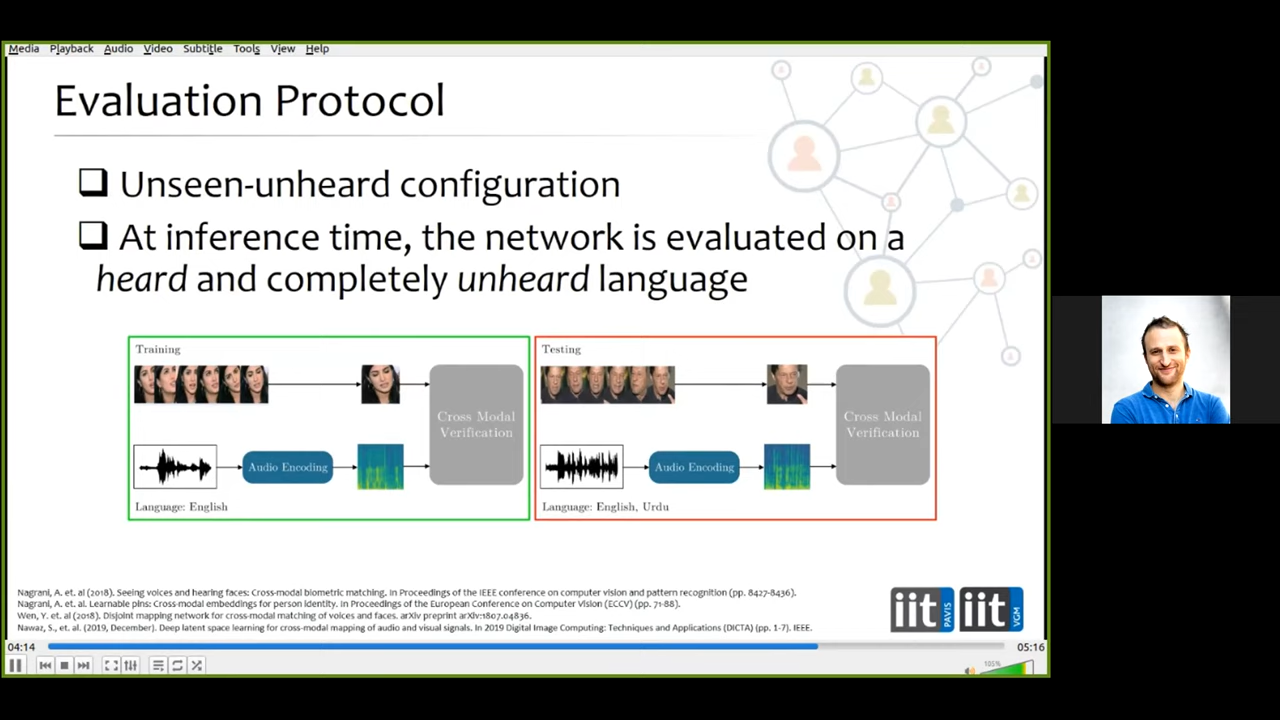 Media Playback Audio Video Subtitle Tools View Help
Evaluation Protocol
❑ Unseen-unheard configuration
❑ At inference time, the network is evaluated on a
heard and completely unheard language
Training
Cross Modal
Verification
Audio Encoding
Language: English
Testing
Cross Modal
Verification
Audio Encoding
Language: English, Urdu
Nagrani, A. et. al (2018). Seeing voices and hearing faces: Cross-modal biometric matching. In Proceedings of the IEEE conference on computer vision and pattern recognition (pp. 8427-8436).
Nagrani, A. et. al. Learnable pins: Cross-modal embeddings for person identity. In Proceedings of the European Conference on Computer Vision (ECCV) (pp. 71-88).
Wen, Y. et al (2018). Disjoint mapping network for cross-modal matching of voices and faces. arXiv preprint arXiv:1807.04836.
Nawaz, S., et. al. (2019, December). Deep latent space learning for cross-modal mapping of audio and visual signals. In 2019 Digital Image Computing: Techniques and Applications (DICTA) (pp. 1-7). IEEE.
iit PAVIS iit VGM
04:14 05:16
105%